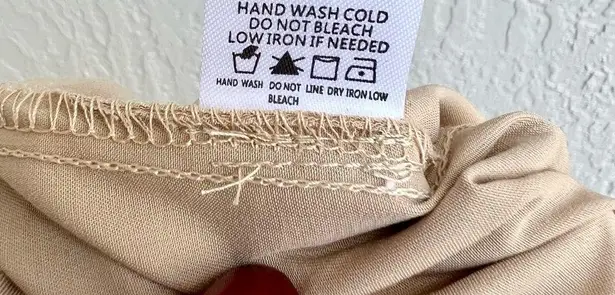 HAND WASH COLD
DO NOT BLEACH
LOW IRON IF NEEDED
HAND WASH DO NOT LINE DRY IRON LOW
BLEACH